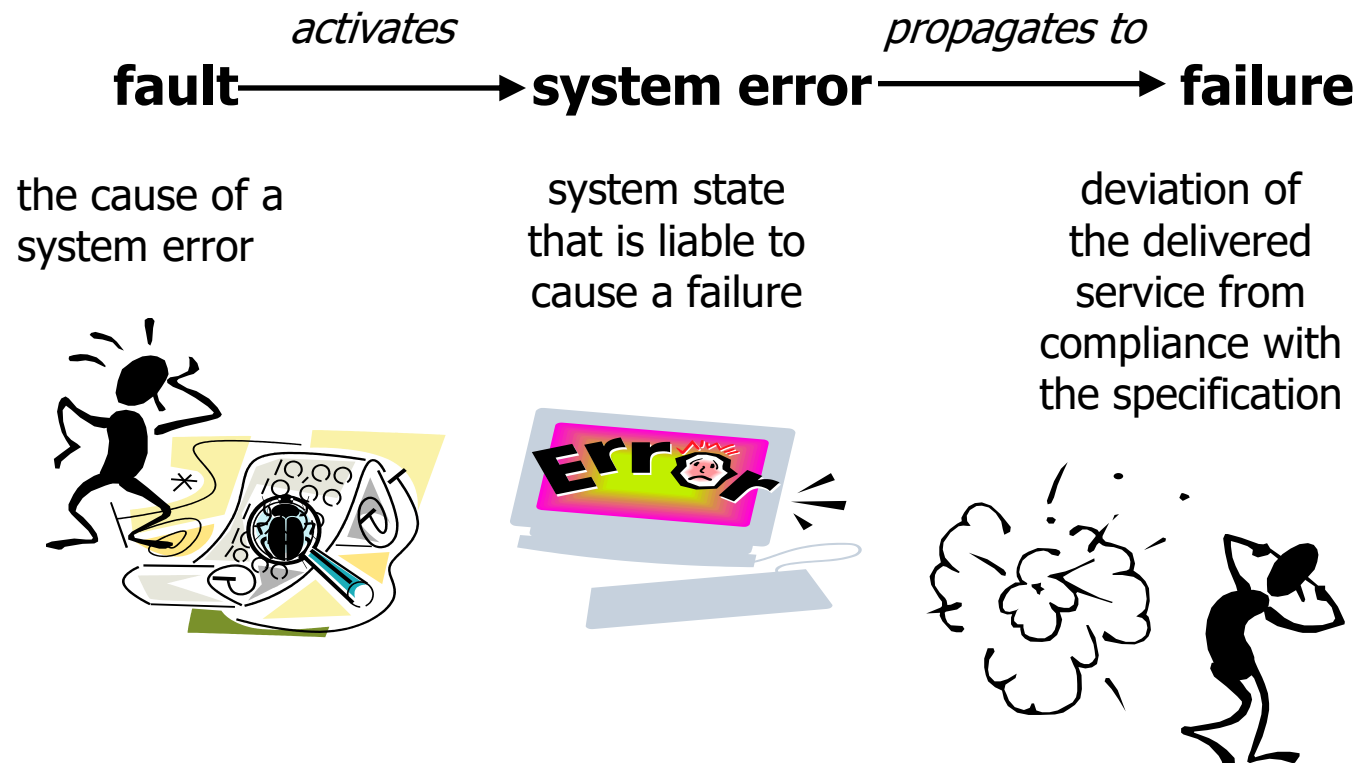 activates propagates to
fault system error failure
the cause of a
system error
system state
that is liable to
cause a failure
deviation of
the delivered
service from
compliance with
the specification
Error